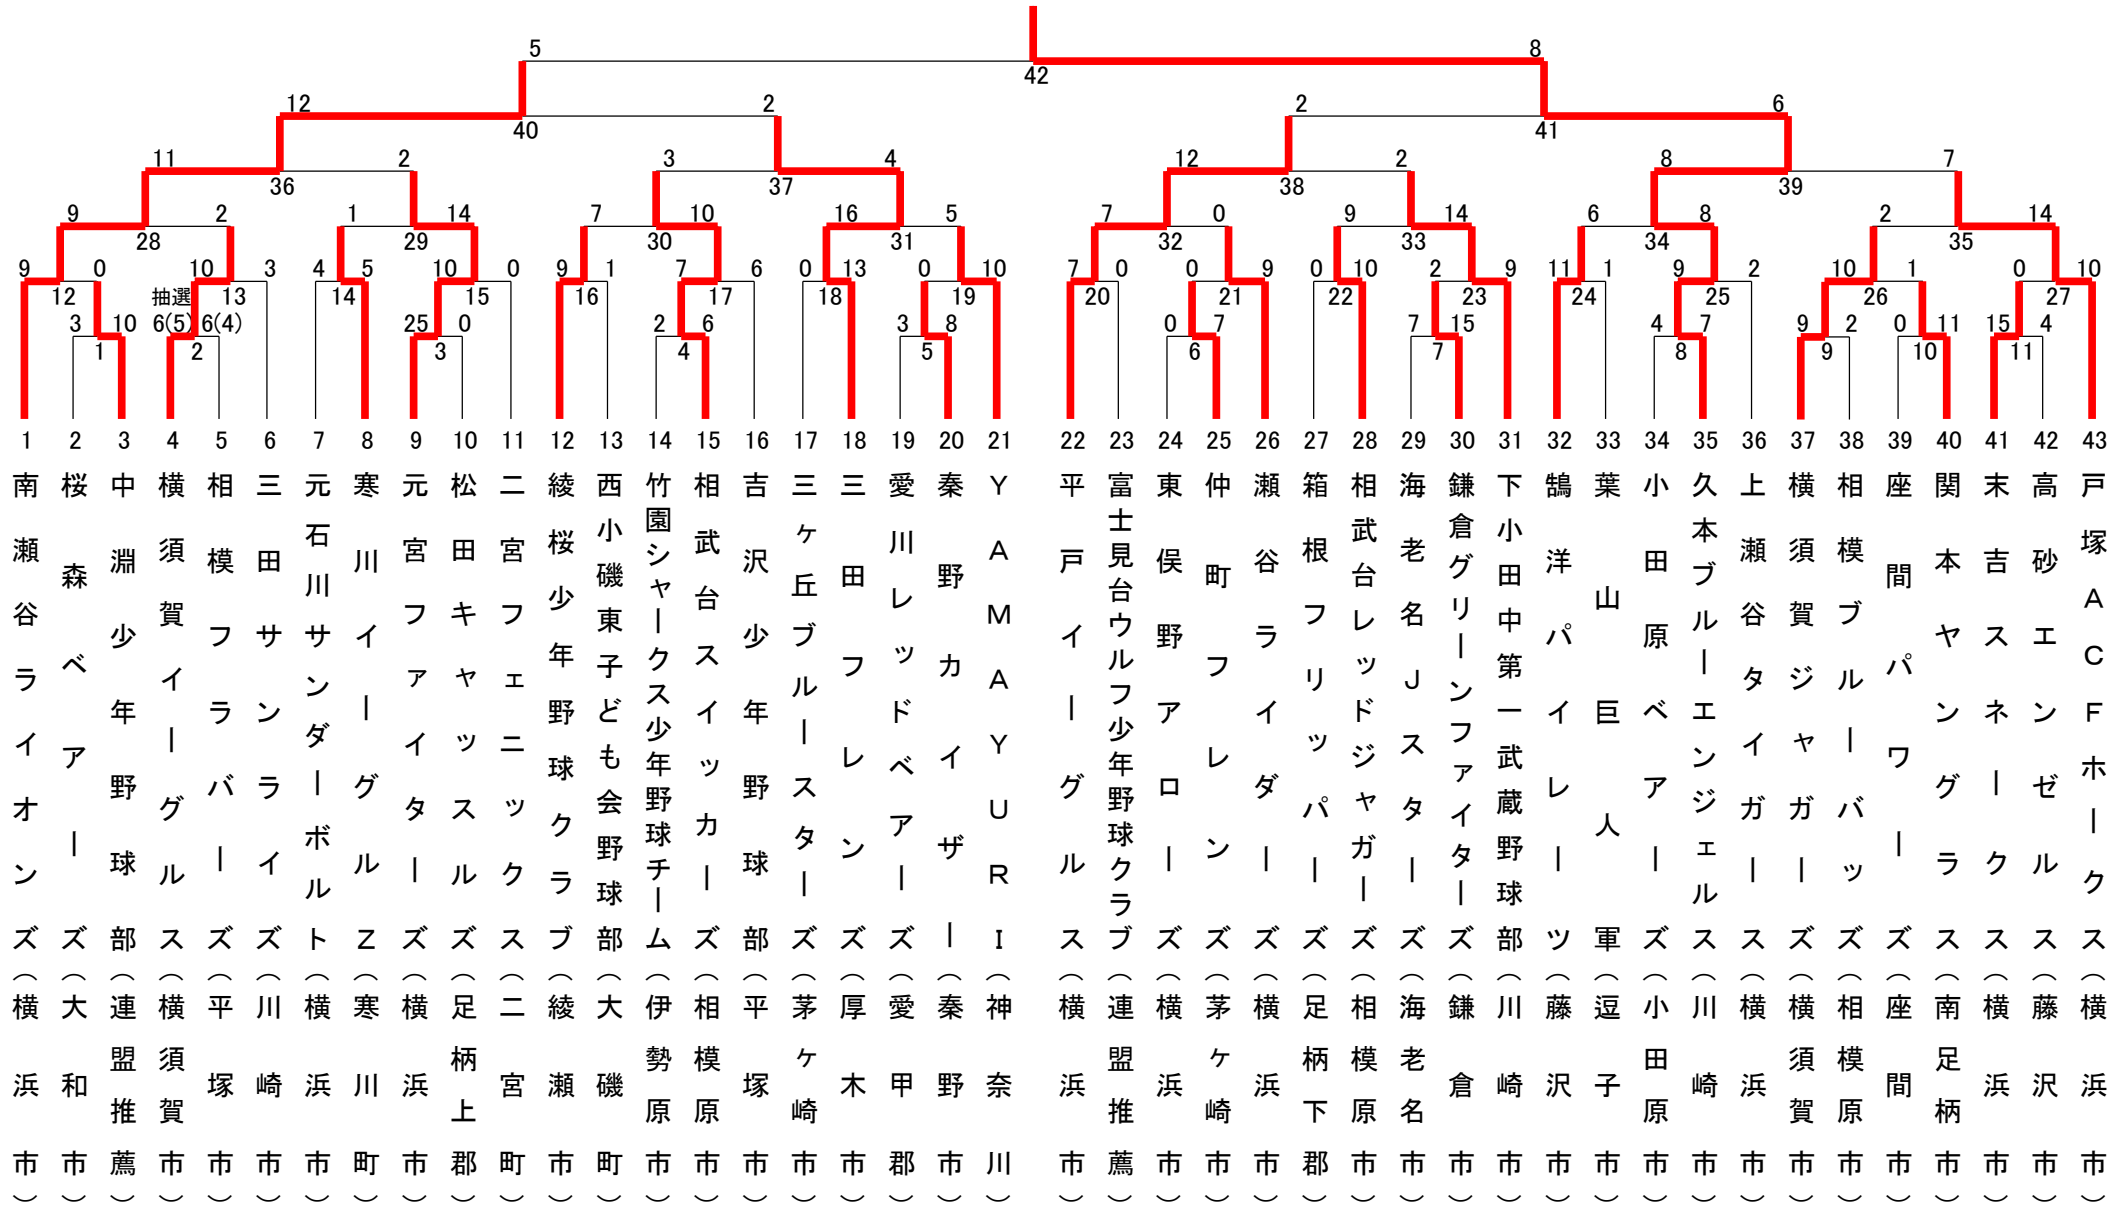 5 8
42
12 2 2 6
40 41
11 2 3 4 12 2 8 7
36 37 38 39
9 2 1 14 7 10 16 5 7 0 9 14 6 8 2 14
28 29 30 31 32 33 34 35
9 0 10 3 4 5 10 0 9 1 7 6 0 13 0 10 7 0 0 9 0 10 2 9 11 1 9 2 10 1 0 10
12 抽選 13 14 15 16 17 18 19 20 21 22 23 24 25 26 27
3 10 6(5) 6(4) 25 0 2 6 3 8 0 7 7 15 4 7 9 2 0 11 15 4
1 2 3 4 5 6 7 8 9 10 11
1 南瀬谷ライオンズ（横浜市）
2 桜森ベアーズ（大和市）
3 中淵少年野球部（連盟推薦）
4 横須賀イーグルス（横須賀市）
5 相模フラバーズ（平塚市）
6 三田サンライズ（川崎市）
7 元石川サンダーボルト（横浜市）
8 寒川イーグルZ（寒川町）
9 元宮ファイターズ（横浜市）
10 松田キャッスルズ（足柄上郡）
11 二宮フェニックス（二宮町）
12 綾桜少年野球クラブ（綾瀬市）
13 西小磯東子ども会野球部（大磯町）
14 竹園シャークス少年野球チーム（伊勢原市）
15 相武台スイッカーズ（相模原市）
16 吉沢少年野球部（平塚市）
17 三ヶ丘ブルースターズ（茅ヶ崎市）
18 三田フレンズ（厚木市）
19 愛川レッドベアーズ（愛甲郡）
20 秦野カイザー（秦野市）
21 ＹＡＭＡＹＵＲＩ（神奈川）
22 平戸イーグルス（横浜市）
23 富士見台ウルフ少年野球クラブ（連盟推薦）
24 東俣野アローズ（横浜市）
25 仲町フレンズ（茅ヶ崎市）
26 瀬谷ライダーズ（横浜市）
27 箱根フリッパーズ（足柄下郡）
28 相武台レッドジャガーズ（相模原市）
29 海老名Jスターズ（海老名市）
30 鎌倉グリーンファイターズ（鎌倉市）
31 下小田中第一武蔵野球部（川崎市）
32 鵠洋パイレーツ（藤沢市）
33 葉山巨人軍（逗子市）
34 小田原ベアーズ（小田原市）
35 久本ブルーエンジェルス（川崎市）
36 上瀬谷タイガース（横浜市）
37 横須賀ジャガーズ（横須賀市）
38 相模ブルーバッズ（相模原市）
39 座間パワーズ（座間市）
40 関本ヤングラス（南足柄市）
41 末吉スネークス（横浜市）
42 高砂エンゼルス（藤沢市）
43 戸塚ＡＣＦホークス（横浜市）